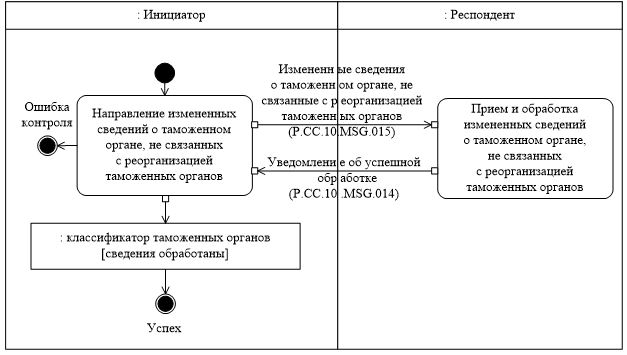 : Инициатор
: Респондент
Ошибка
контроля
Направление измененных
сведений о таможенном
органе, не связанных
с реорганизацией
таможенных органов
Измененные сведения
о таможенном органе, не
связанные с реорганизацией
таможенных органов
(P.CC.10.MSG.015)
Уведомление об успешной
обработке
(P.CC.10.MSG.014)
Прием и обработка
измененных сведений
о таможенном органе,
не связанных
с реорганизацией
таможенных органов
: классификатор таможенных органов
[сведения обработаны]
Успех